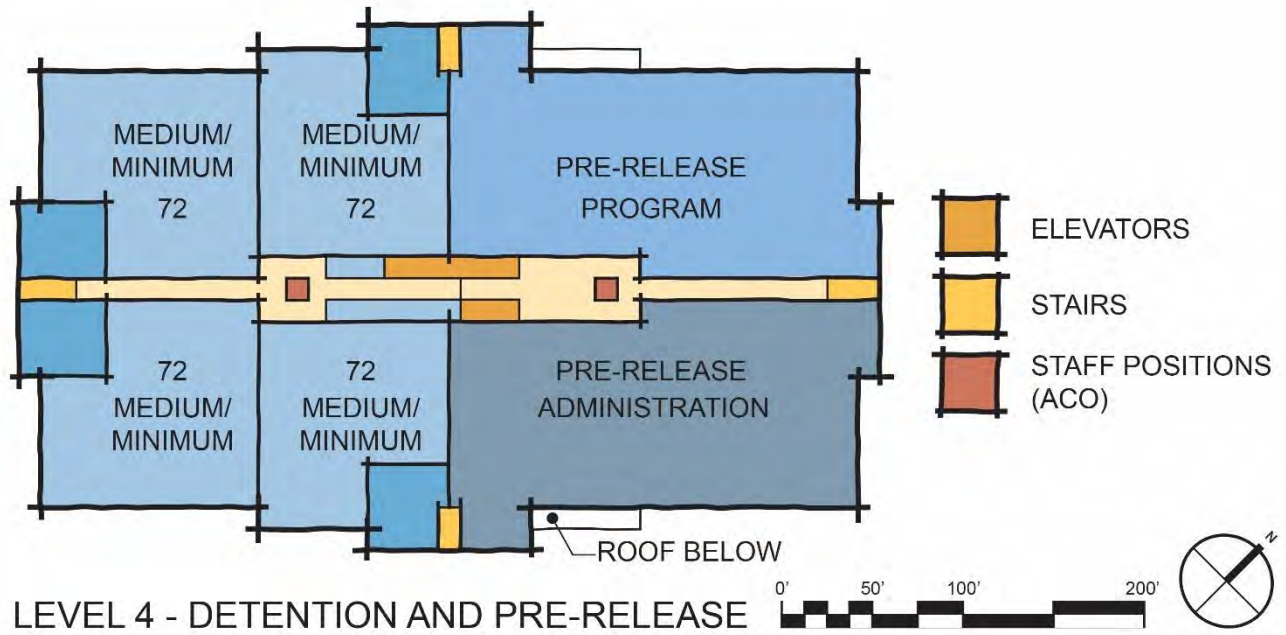 MEDIUM/
MINIMUM
72
MEDIUM/
MINIMUM
72
PRE-RELEASE
PROGRAM
72
MEDIUM/
MINIMUM
72
MEDIUM/
MINIMUM
PRE-RELEASE
ADMINISTRATION
ELEVATORS
STAIRS
STAFF POSITIONS
(ACO)
ROOF BELOW
LEVEL 4 - DETENTION AND PRE-RELEASE
0' 50' 100' 200'
N